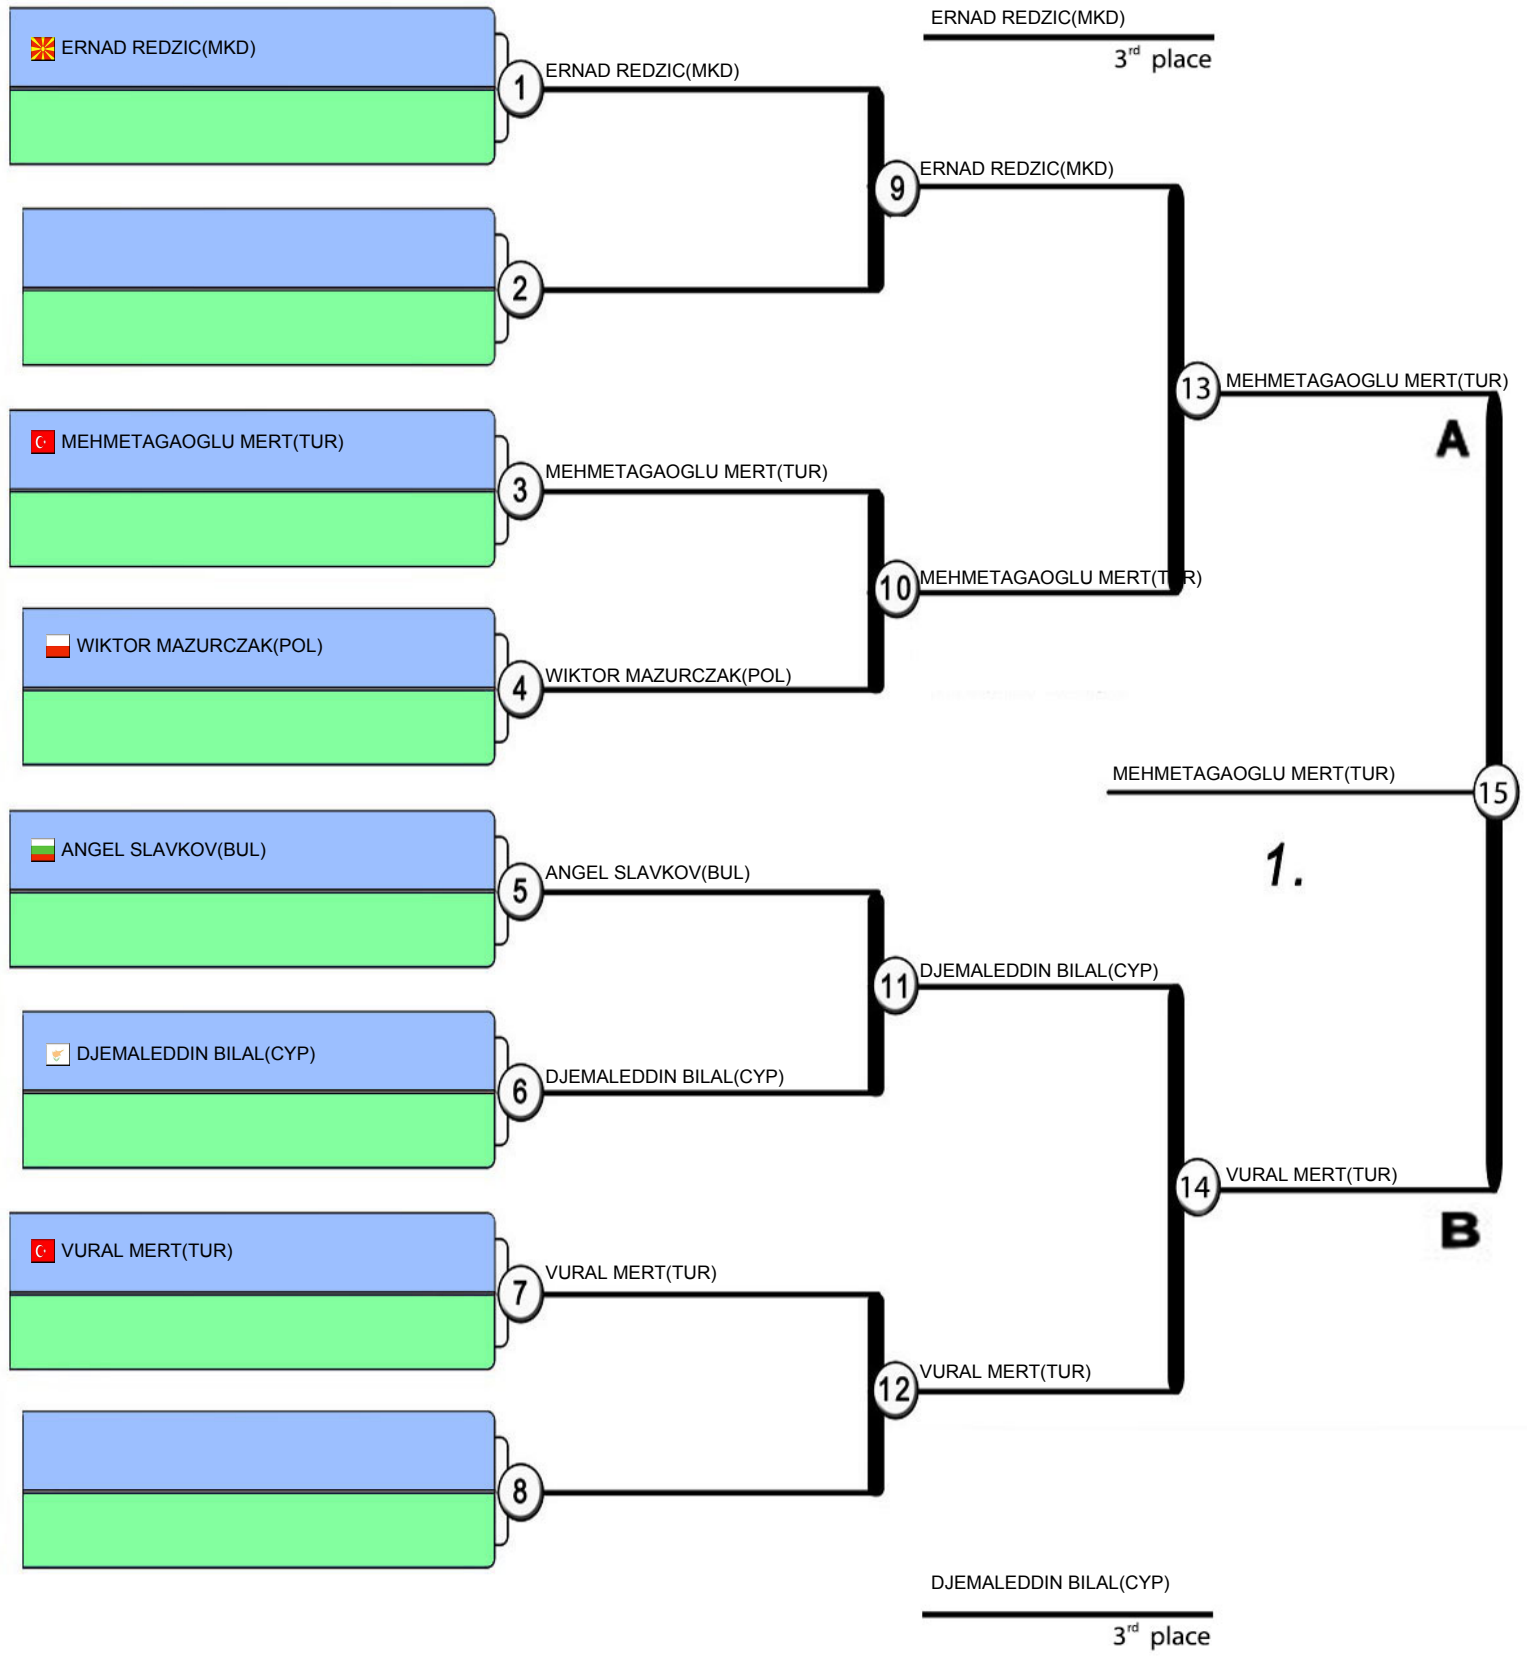 ERNAD REDZIC(MKD)
3rd place
ERNAD REDZIC(MKD)
1
ERNAD REDZIC(MKD)
9
ERNAD REDZIC(MKD)
2
13
MEHMETAGAOGLU MERT(TUR)
A
MEHMETAGAOGLU MERT(TUR)
3
MEHMETAGAOGLU MERT(TUR)
10
MEHMETAGAOGLU MERT(TUR)
WIKTOR MAZURCZAK(POL)
4
WIKTOR MAZURCZAK(POL)
MEHMETAGAOGLU MERT(TUR)
15
1.
ANGEL SLAVKOV(BUL)
5
ANGEL SLAVKOV(BUL)
11
DJEMALEDDIN BILAL(CYP)
DJEMALEDDIN BILAL(CYP)
6
DJEMALEDDIN BILAL(CYP)
14
VURAL MERT(TUR)
B
VURAL MERT(TUR)
7
VURAL MERT(TUR)
12
VURAL MERT(TUR)
8
DJEMALEDDIN BILAL(CYP)
3rd place